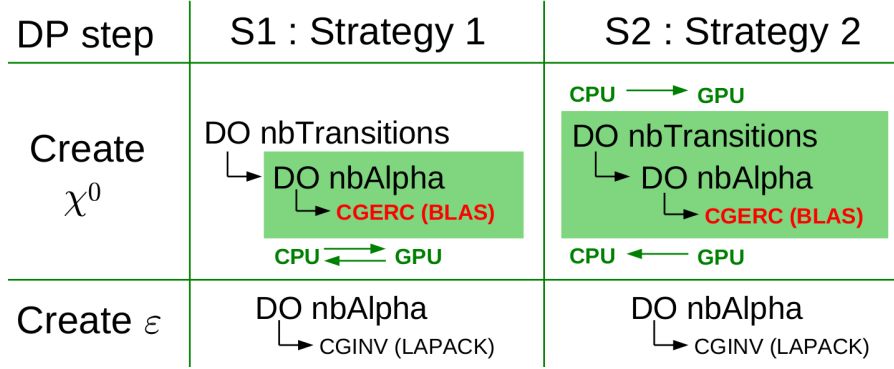 DP step
S1 : Strategy 1
S2 : Strategy 2
Create
χ⁰
DO nbTransitions
DO nbAlpha
CGERC (BLAS)
CPU GPU
CPU GPU
DO nbTransitions
DO nbAlpha
CGERC (BLAS)
CPU GPU
Create ε
DO nbAlpha
CGINV (LAPACK)
DO nbAlpha
CGINV (LAPACK)